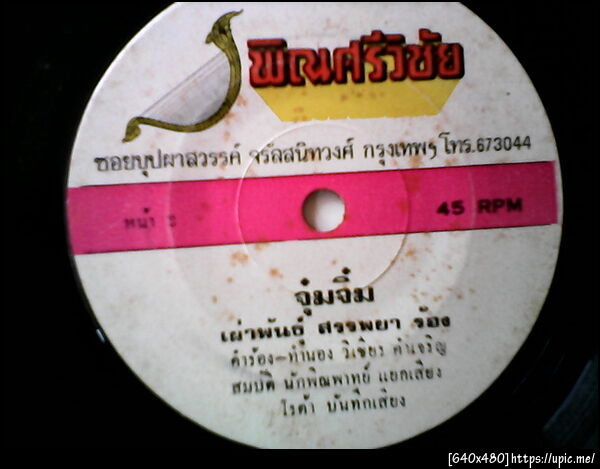 พิณศรีวิชัย
ซอยบุปผาสวรรค์ จรัลสนิทวงศ์ กรุงเทพฯ โทร.673044
หน้า
45 RPM
จุ๋มจิ๋ม
เผ่าพันธ์ สรรพยา ร้อง
คำร้อง-ทำนอง วิเชียร คำเจริญ
สมบัติ นักพิณพาทย์ แยกเสียง
โรต้า บันทึกเสียง
[640x480]https://upic.me/